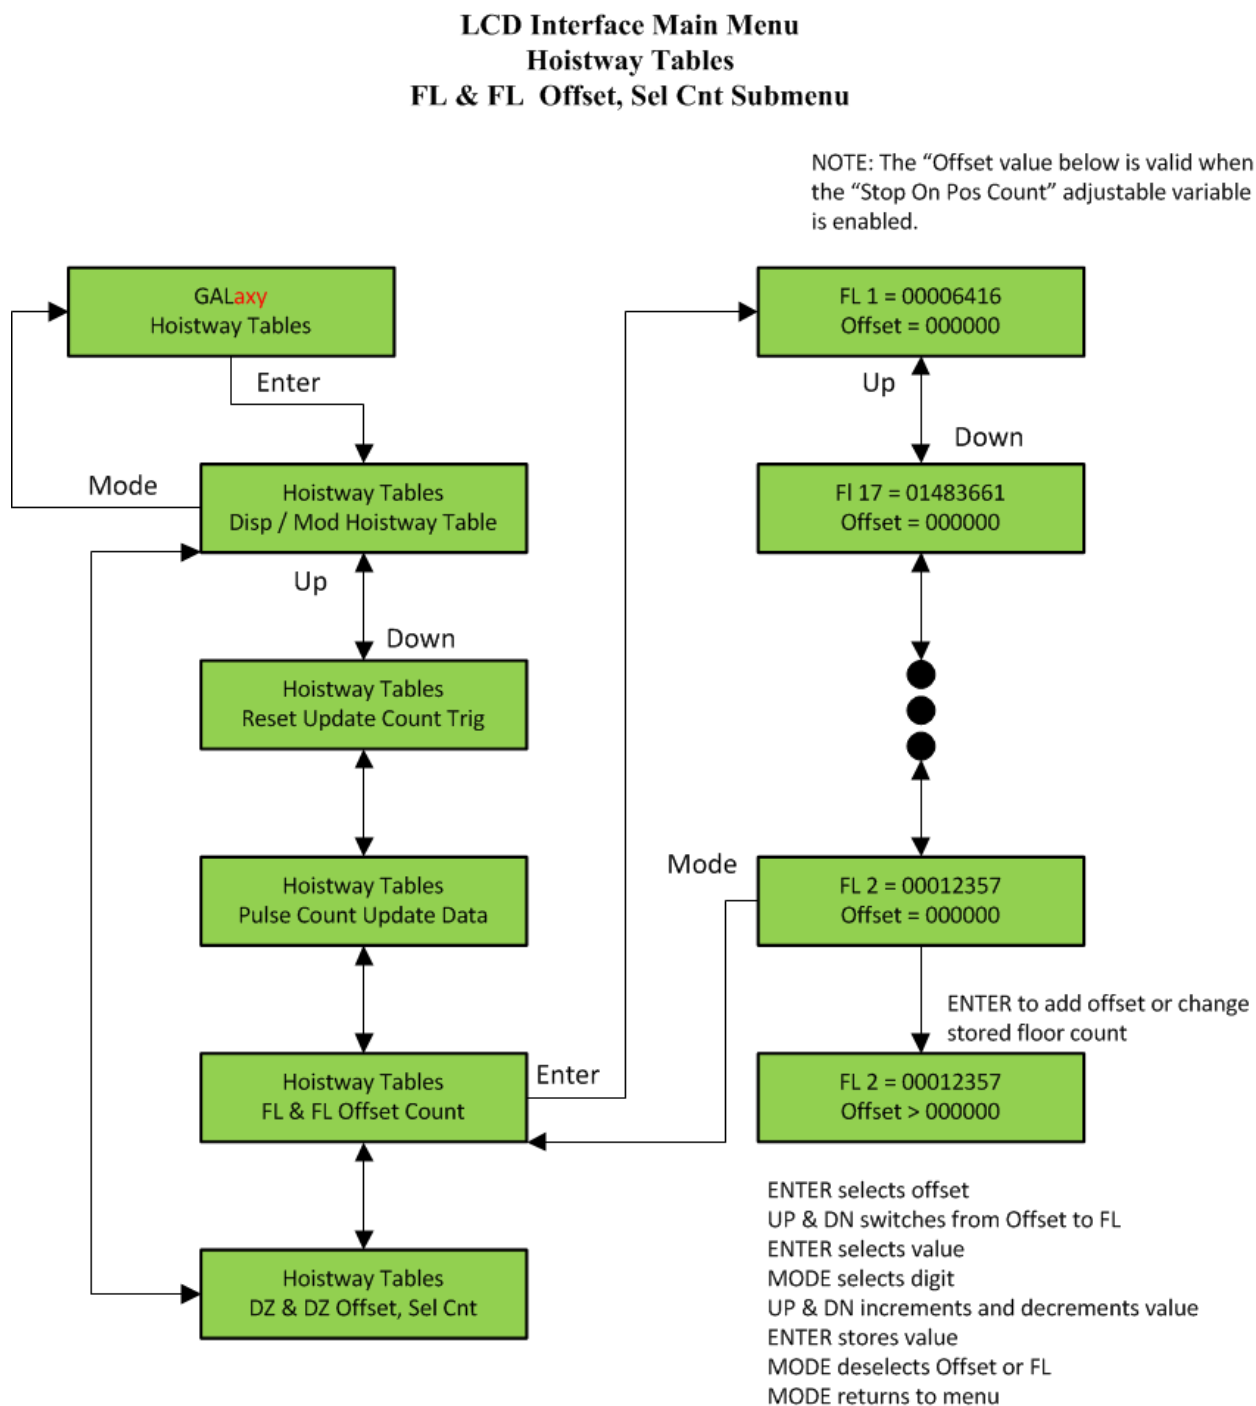 LCD Interface Main Menu
Hoistway Tables
FL & FL Offset, Sel Cnt Submenu
NOTE: The “Offset value below is valid when
the “Stop On Pos Count” adjustable variable
is enabled.
GALaxy
Hoistway Tables
Enter
Mode
Hoistway Tables
Disp / Mod Hoistway Table
Up
Down
Hoistway Tables
Reset Update Count Trig
Hoistway Tables
Pulse Count Update Data
Hoistway Tables
FL & FL Offset Count
Enter
Hoistway Tables
DZ & DZ Offset, Sel Cnt
FL 1 = 00006416
Offset = 000000
Up
Down
Fl 17 = 01483661
Offset = 000000
Mode
FL 2 = 00012357
Offset = 000000
ENTER to add offset or change
stored floor count
FL 2 = 00012357
Offset > 000000
ENTER selects offset
UP & DN switches from Offset to FL
ENTER selects value
MODE selects digit
UP & DN increments and decrements value
ENTER stores value
MODE deselects Offset or FL
MODE returns to menu